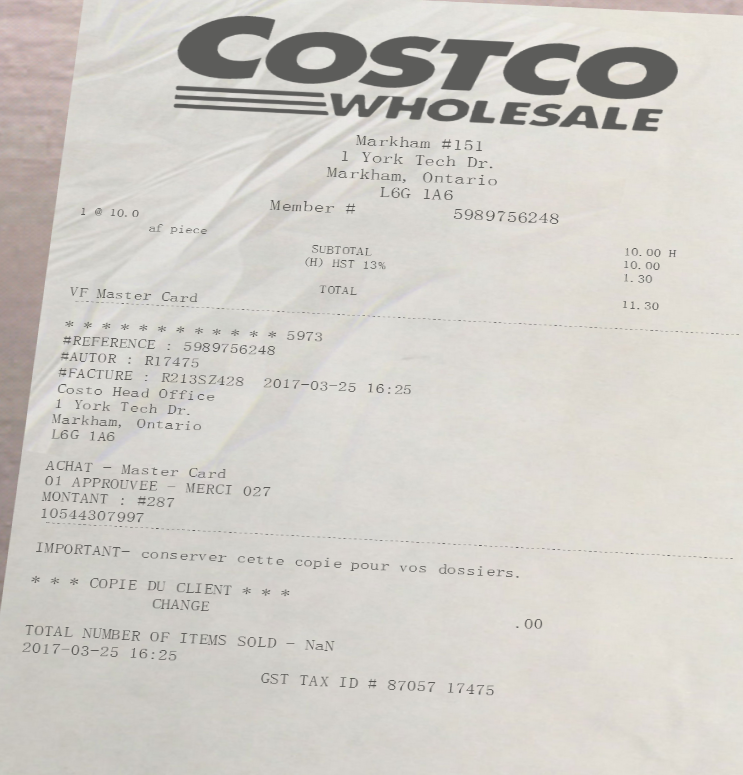 COSTCO
WHOLESALE
Markham #151
1 York Tech Dr.
Markham, Ontario
L6G 1A6
Member # 5989756248
1 @ 10.0
af piece 10.00 H
SUBTOTAL 10.00
(H) HST 13% 1.30
TOTAL 11.30
VF Master Card
* * * * * * * * * * * * 5973
#REFERENCE : 5989756248
#AUTOR : R17475
#FACTURE : R213SZ428 2017-03-25 16:25
Costo Head Office
1 York Tech Dr.
Markham, Ontario
L6G 1A6
ACHAT - Master Card
01 APPROUVEE - MERCI 027
MONTANT : #287
10544307997
IMPORTANT- conserver cette copie pour vos dossiers.
* * * COPIE DU CLIENT * * *
CHANGE .00
TOTAL NUMBER OF ITEMS SOLD - NaN
2017-03-25 16:25
GST TAX ID # 87057 17475